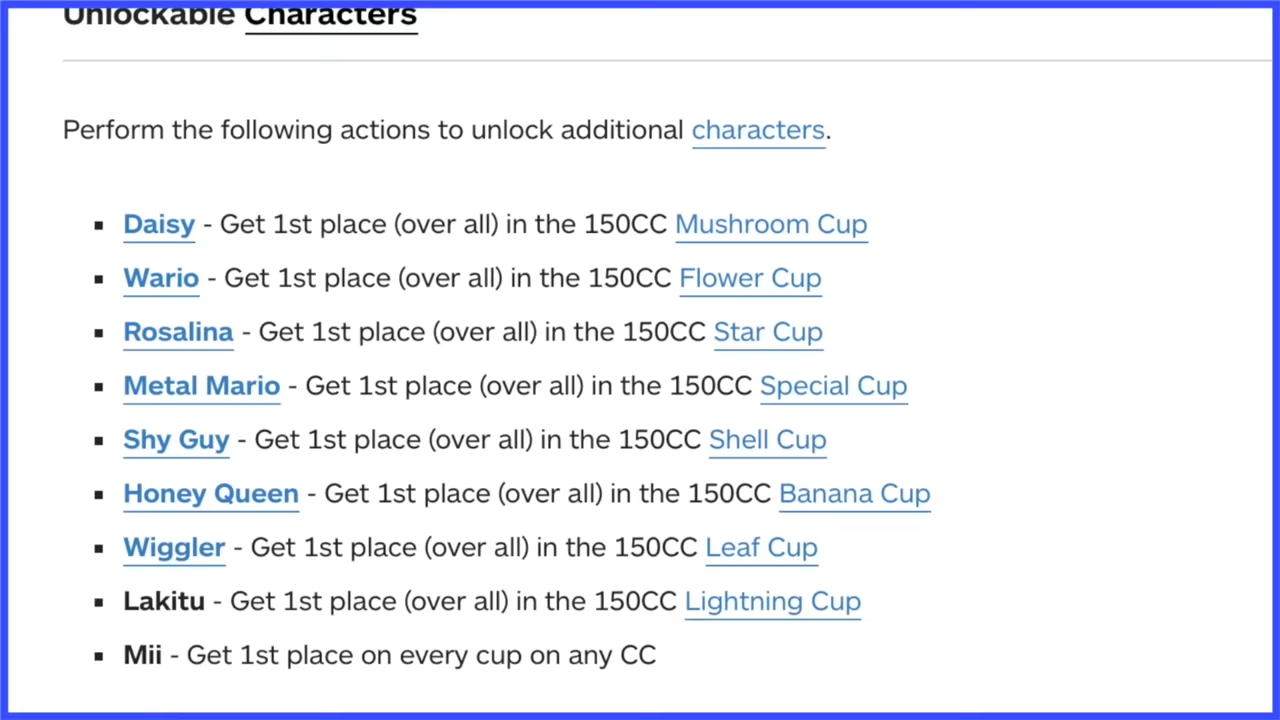 Unlockable Characters
Perform the following actions to unlock additional characters.
▪ Daisy - Get 1st place (over all) in the 150CC Mushroom Cup
▪ Wario - Get 1st place (over all) in the 150CC Flower Cup
▪ Rosalina - Get 1st place (over all) in the 150CC Star Cup
▪ Metal Mario - Get 1st place (over all) in the 150CC Special Cup
▪ Shy Guy - Get 1st place (over all) in the 150CC Shell Cup
▪ Honey Queen - Get 1st place (over all) in the 150CC Banana Cup
▪ Wiggler - Get 1st place (over all) in the 150CC Leaf Cup
▪ Lakitu - Get 1st place (over all) in the 150CC Lightning Cup
▪ Mii - Get 1st place on every cup on any CC